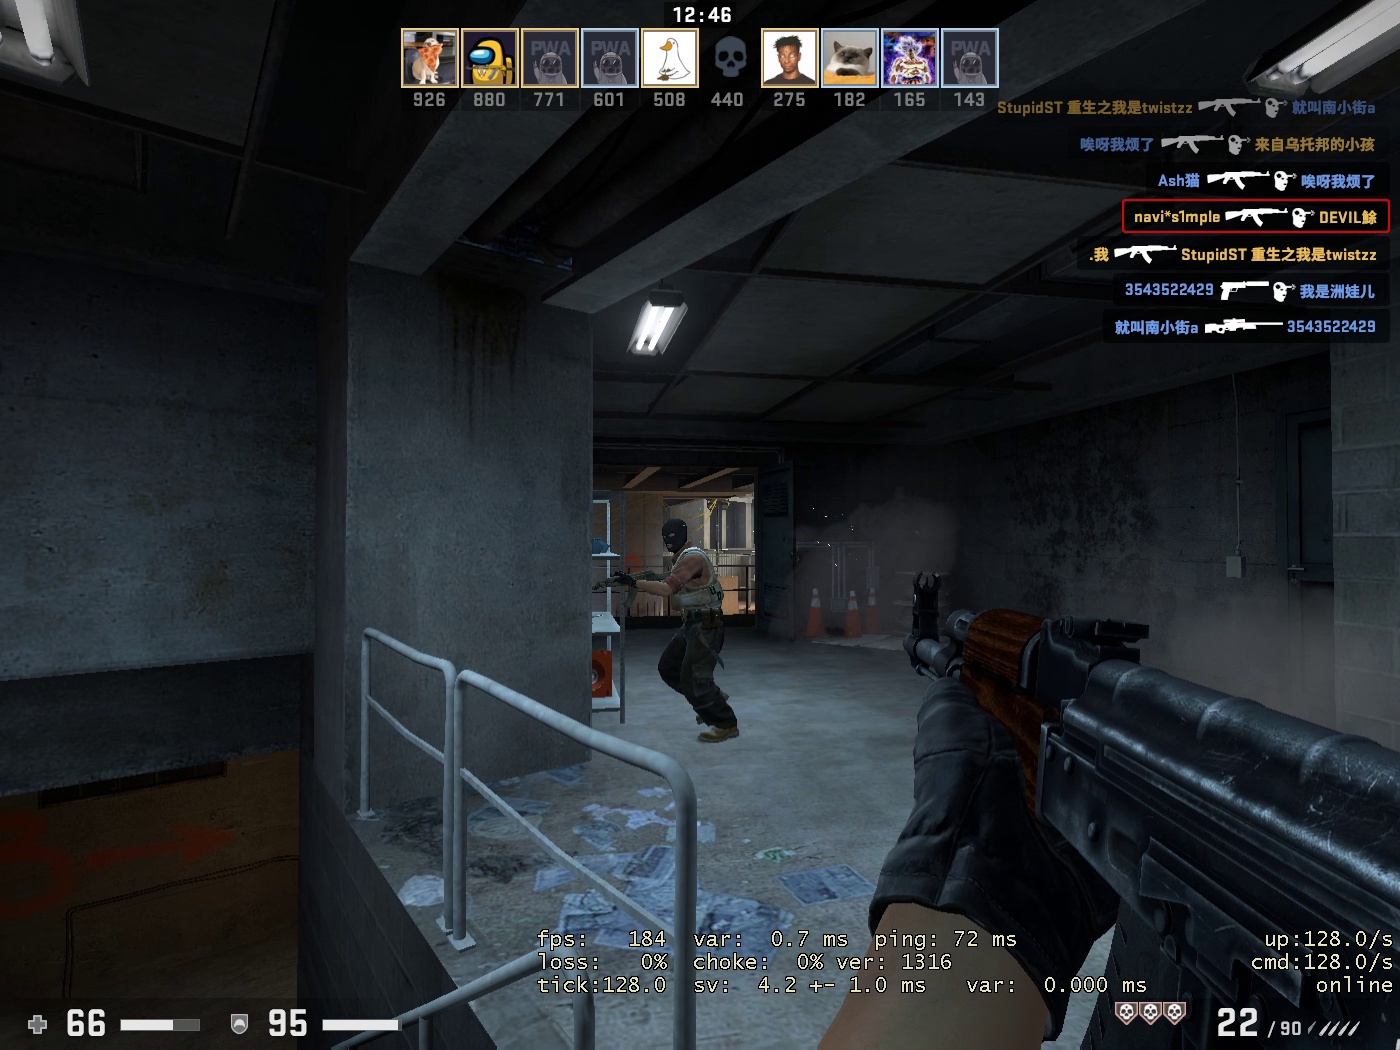 12:46
PWA PWA PWA
926 880 771 601 508 440 275 182 165 143
StupidST 重生之我是twistzz 就叫南小街a
唉呀我烦了 来自乌托邦的小孩
Ash猫 唉呀我烦了
navi*s1mple DEVIL餘
.我 StupidST 重生之我是twistzz
3543522429 我是洲娃儿
就叫南小街a 3543522429
fps: 184 var: 0.7 ms ping: 72 ms
loss: 0% choke: 0% ver: 1316
tick:128.0 sv: 4.2 +- 1.0 ms var: 0.000 ms
up:128.0/s
cmd:128.0/s
online
66 95 22 / 90